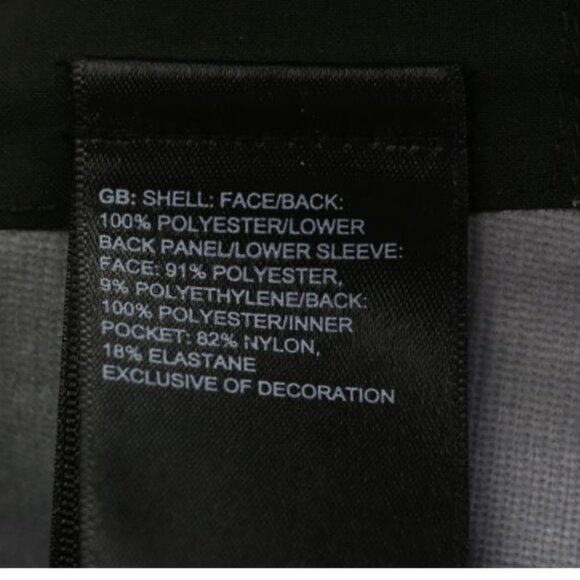 GB: SHELL: FACE/BACK:
100% POLYESTER/LOWER
BACK PANEL/LOWER SLEEVE:
FACE: 91% POLYESTER,
9% POLYETHYLENE/BACK:
100% POLYESTER/INNER
POCKET: 82% NYLON,
18% ELASTANE
EXCLUSIVE OF DECORATION